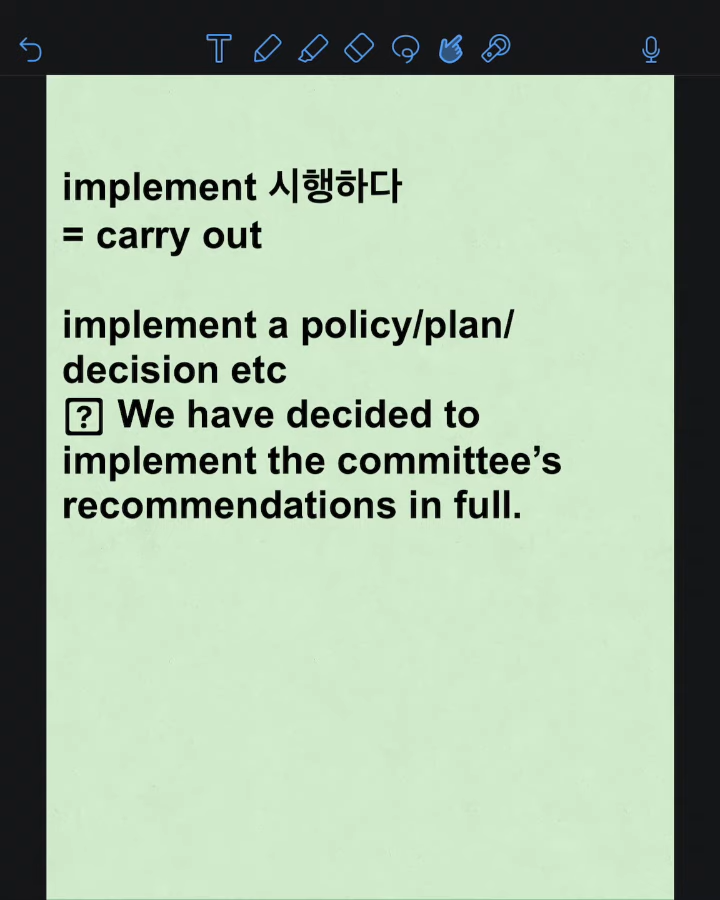 implement 시행하다
= carry out
implement a policy/plan/
decision etc
⍰ We have decided to
implement the committee’s
recommendations in full.